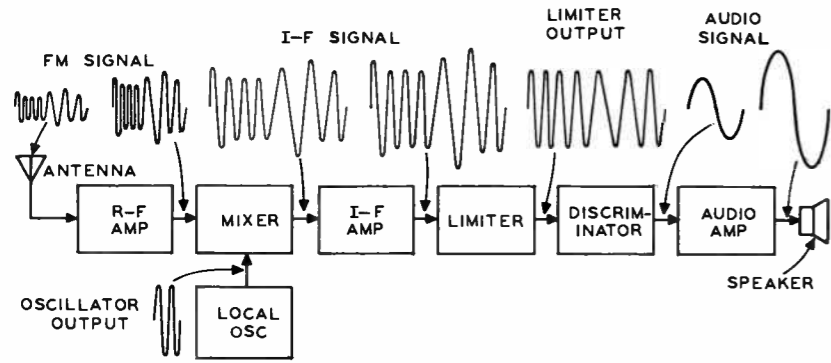 FM SIGNAL
I-F SIGNAL
LIMITER
OUTPUT
AUDIO
SIGNAL
ANTENNA
R-F
AMP
MIXER
I-F
AMP
LIMITER
DISCRIM-
INATOR
AUDIO
AMP
SPEAKER
OSCILLATOR
OUTPUT
LOCAL
OSC